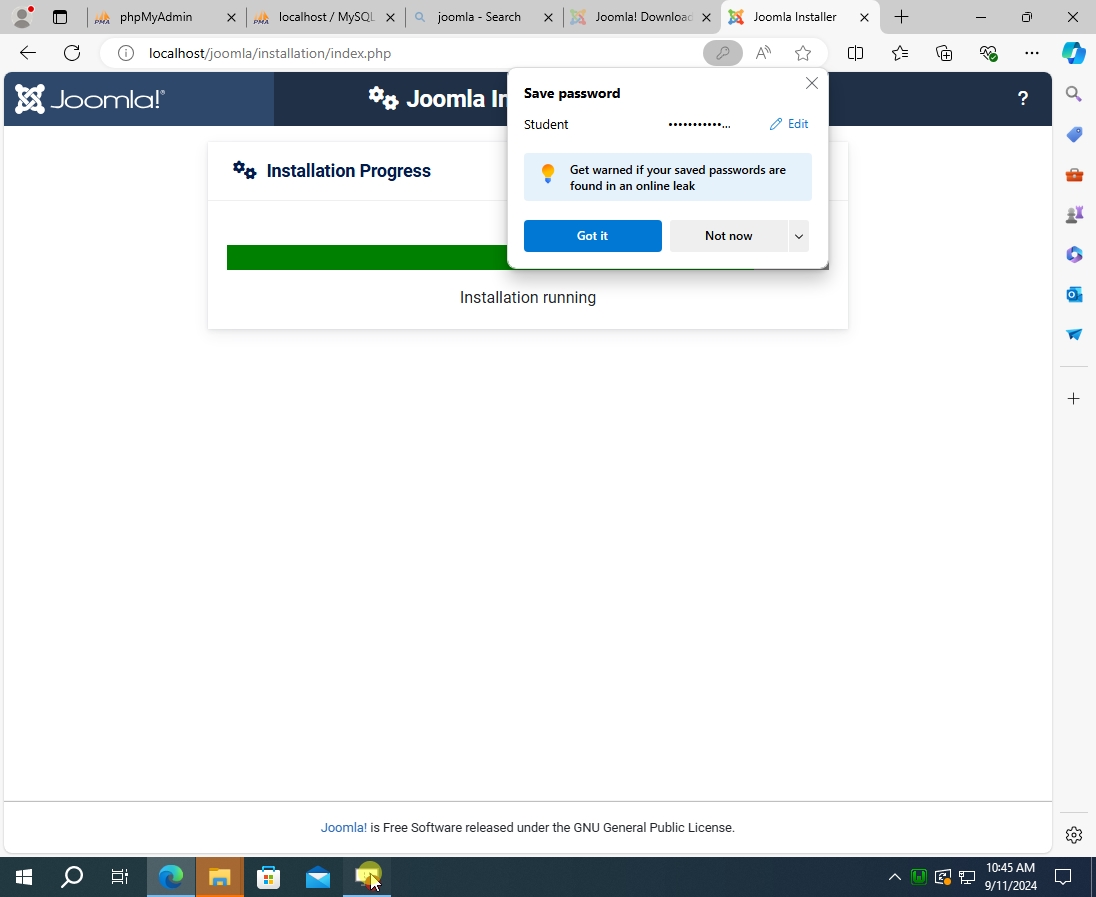 phpMyAdmin
localhost / MySQL
joomla - Search
Joomla! Download
Joomla Installer
localhost/joomla/installation/index.php
Joomla!®
Joomla In
?
Save password
Student
••••••••••••...
Edit
Get warned if your saved passwords are
found in an online leak
Got it
Not now
Installation Progress
Installation running
Joomla! is Free Software released under the GNU General Public License.
10:45 AM
9/11/2024